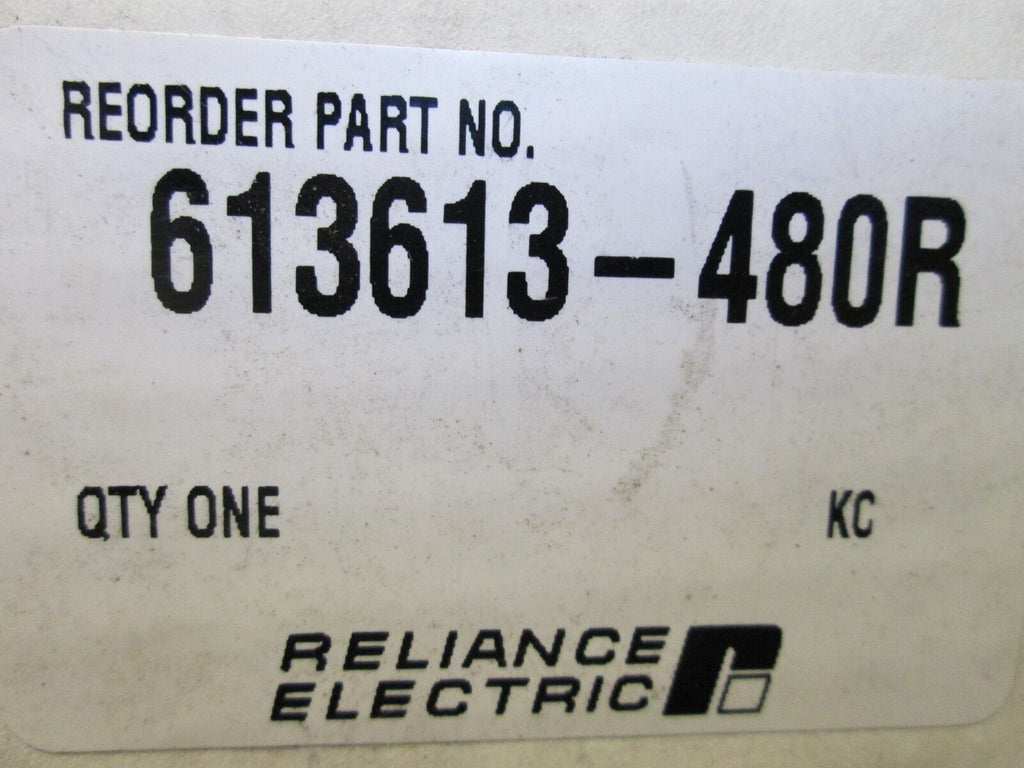 REORDER PART NO.
613613-480R
QTY ONE KC
RELIANCE
ELECTRIC